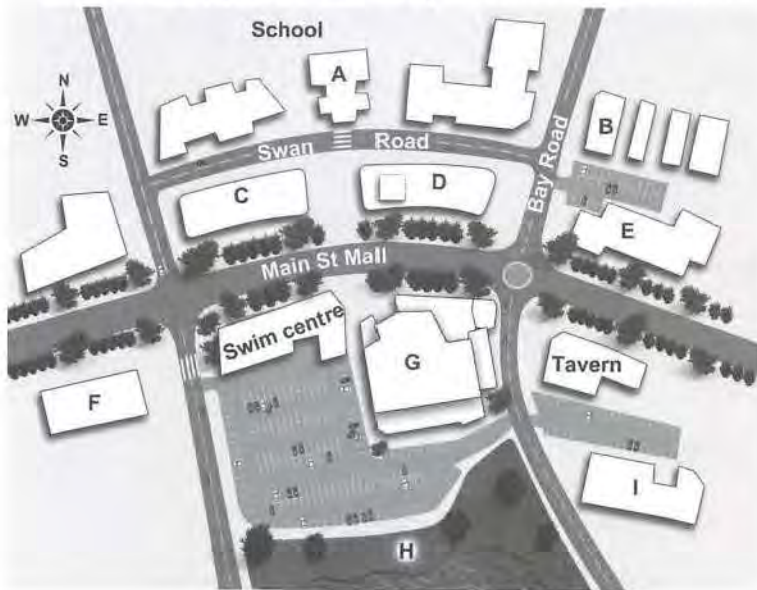 School
A
N
W E
S
B
Swan Road
Bay Road
C
D
E
Main St Mall
Swim centre
G
Tavern
F
I
H